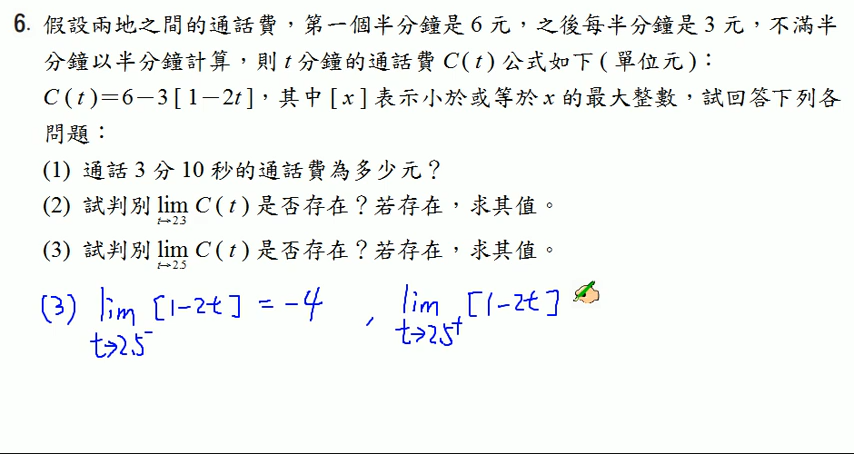 6. 假設兩地之間的通話費，第一個半分鐘是 6 元，之後每半分鐘是 3 元，不滿半
分鐘以半分鐘計算，則 t 分鐘的通話費 C(t) 公式如下 ( 單位元 )：
C(t)=6－3[1－2t]，其中 [x] 表示小於或等於 x 的最大整數，試回答下列各
問題：
(1) 通話 3 分 10 秒的通話費為多少元？
(2) 試判別 lim t→2.3 C(t) 是否存在？若存在，求其值。
(3) 試判別 lim t→2.5 C(t) 是否存在？若存在，求其值。
(3) lim t→2.5⁻ [1-2t] = -4 , lim t→2.5⁺ [1-2t]